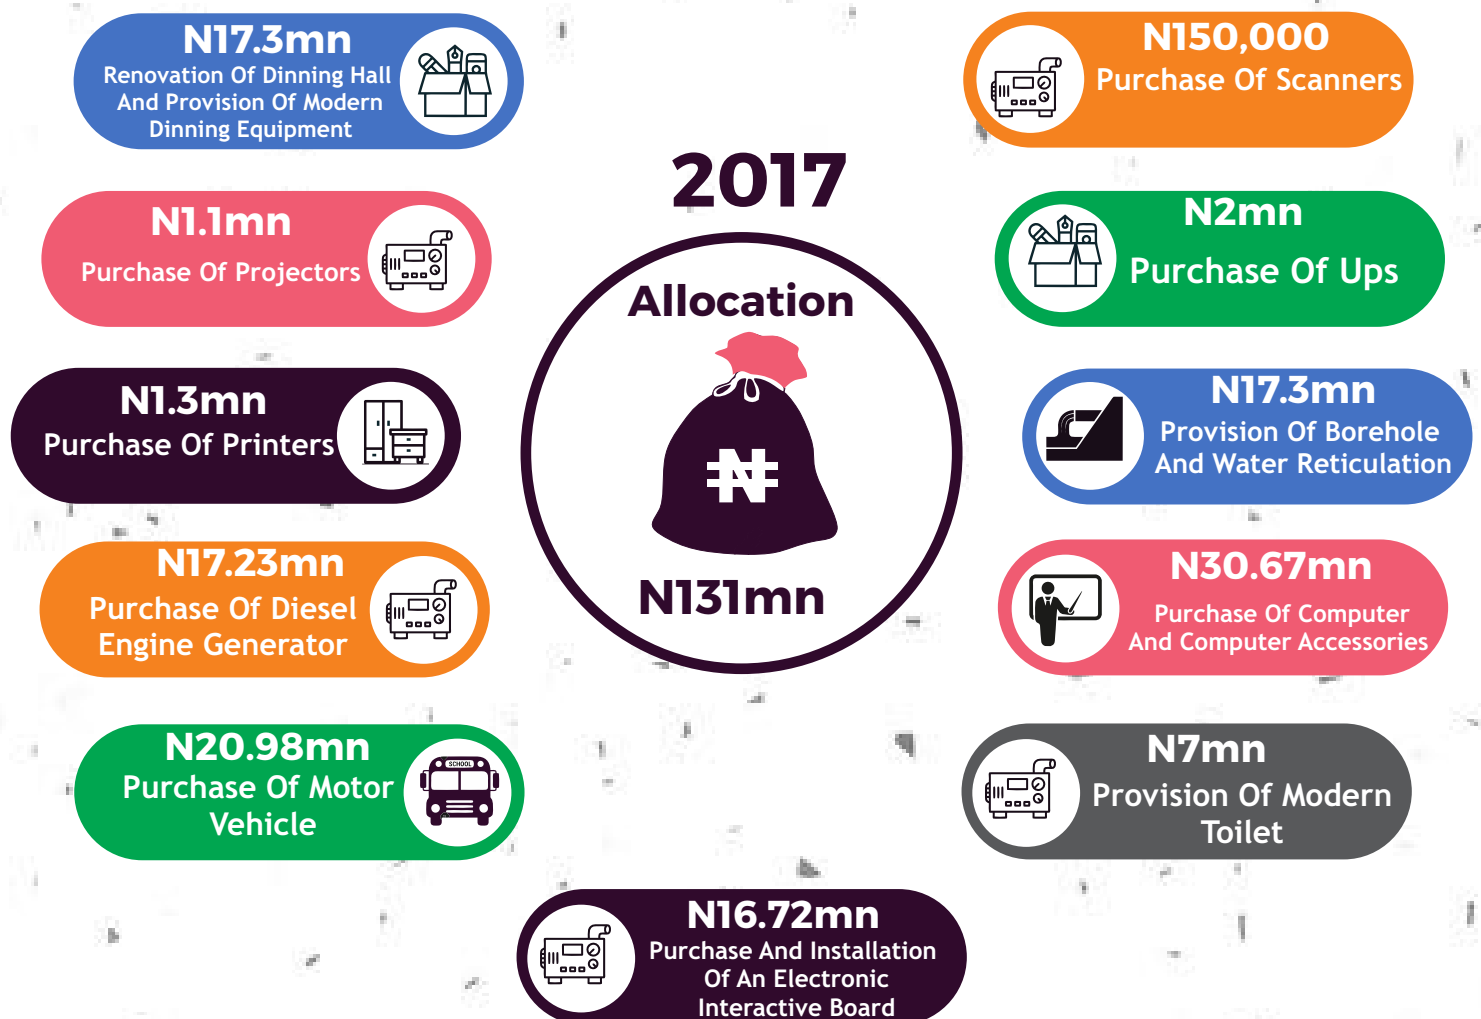 N17.3mn
Renovation Of Dinning Hall
And Provision Of Modern
Dinning Equipment
N1.1mn
Purchase Of Projectors
N1.3mn
Purchase Of Printers
N17.23mn
Purchase Of Diesel
Engine Generator
N20.98mn
Purchase Of Motor
Vehicle
SCHOOL
2017
Allocation
₦
N131mn
N150,000
Purchase Of Scanners
N2mn
Purchase Of Ups
N17.3mn
Provision Of Borehole
And Water Reticulation
N30.67mn
Purchase Of Computer
And Computer Accessories
N7mn
Provision Of Modern
Toilet
N16.72mn
Purchase And Installation
Of An Electronic
Interactive Board